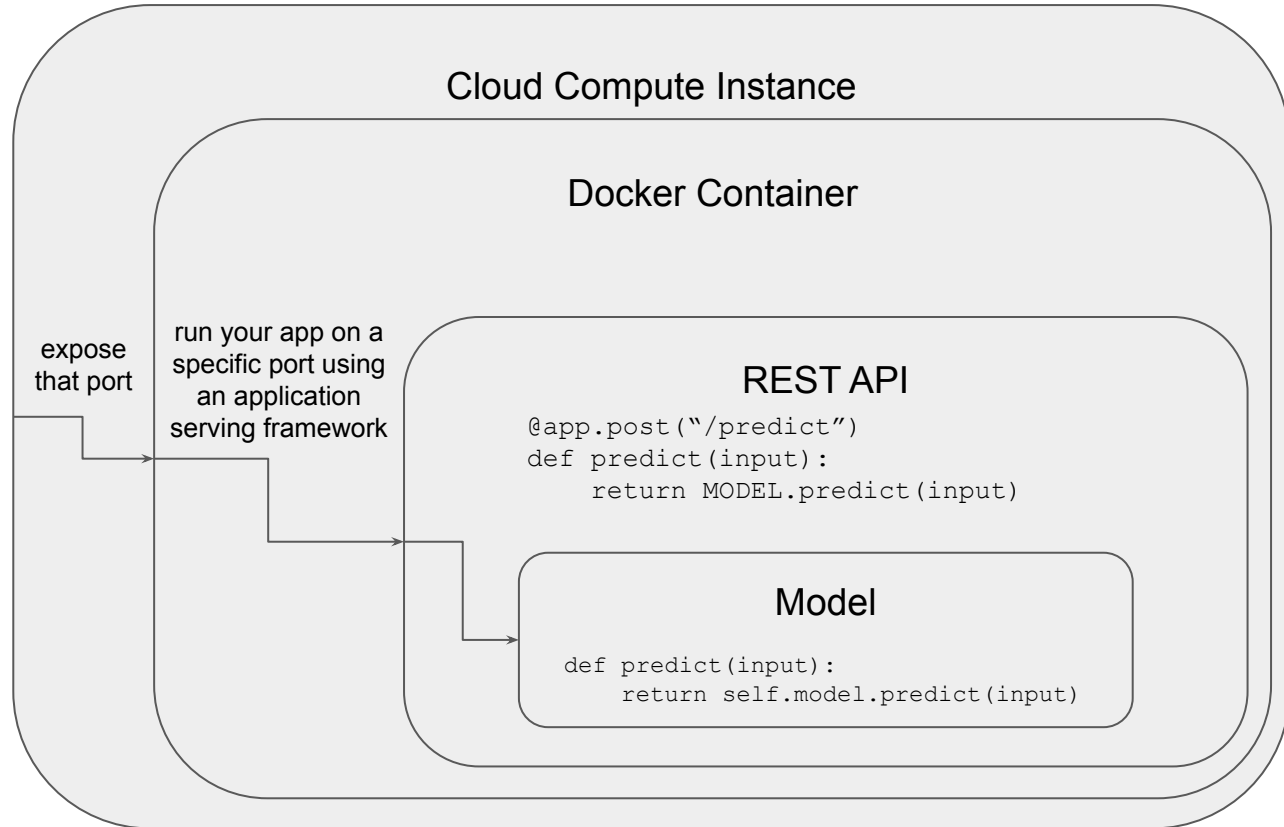 Cloud Compute Instance
Docker Container
expose
that port
run your app on a
specific port using
an application
serving framework
REST API
@app.post(“/predict”)
def predict(input):
    return MODEL.predict(input)
Model
def predict(input):
    return self.model.predict(input)